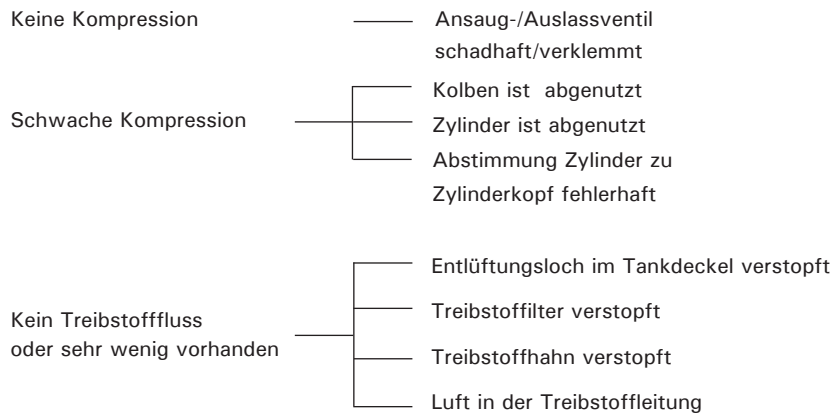 Keine Kompression
Ansaug-/Auslassventil
schadhaft/verklemmt
Schwache Kompression
Kolben ist abgenutzt
Zylinder ist abgenutzt
Abstimmung Zylinder zu
Zylinderkopf fehlerhaft
Kein Treibstofffluss
oder sehr wenig vorhanden
Entlüftungsloch im Tankdeckel verstopft
Treibstoffilter verstopft
Treibstoffhahn verstopft
Luft in der Treibstoffleitung